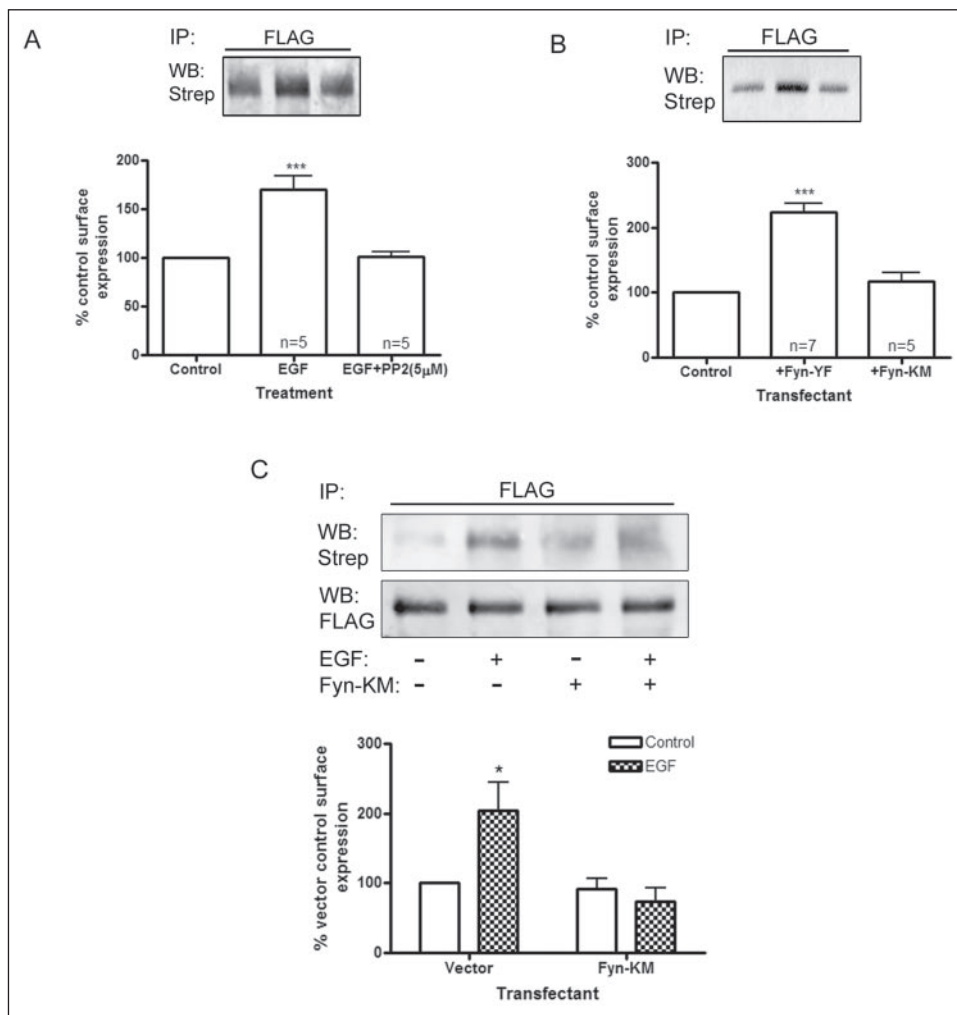 A
IP: FLAG
WB:
Strep
% control surface
expression
200
150
100
50
0
***
n=5
n=5
Control EGF EGF+PP2(5μM)
Treatment
B
IP: FLAG
WB:
Strep
% control surface
expression
300
200
100
0
***
n=7
n=5
Control +Fyn-YF +Fyn-KM
Transfectant
C
IP: FLAG
WB:
Strep
WB:
FLAG
EGF: - + - +
Fyn-KM: - - + +
% vector control surface
expression
300
200
100
0
*
Control
EGF
Vector Fyn-KM
Transfectant